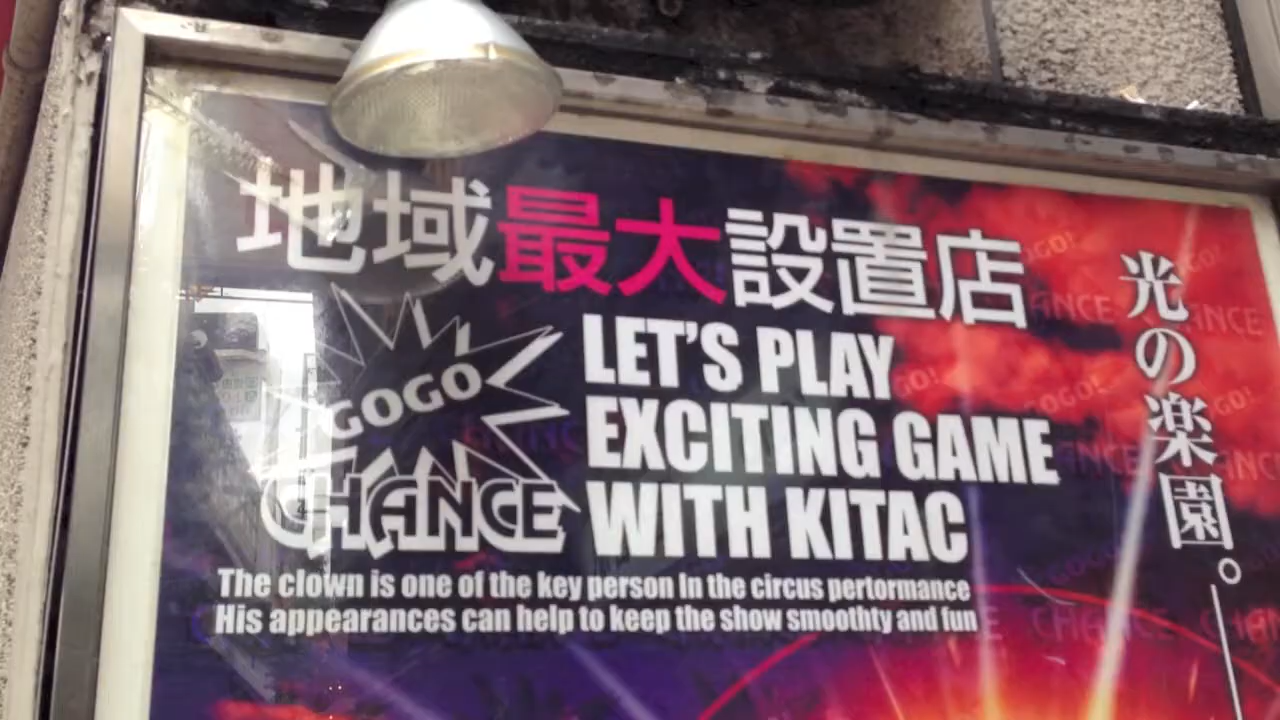 地域最大設置店
GOGO
CHANCE
LET'S PLAY
EXCITING GAME
WITH KITAC
The clown is one of the key person In the circus pertormance
His appearances can help to keep the show smoothty and fun
光の楽園。